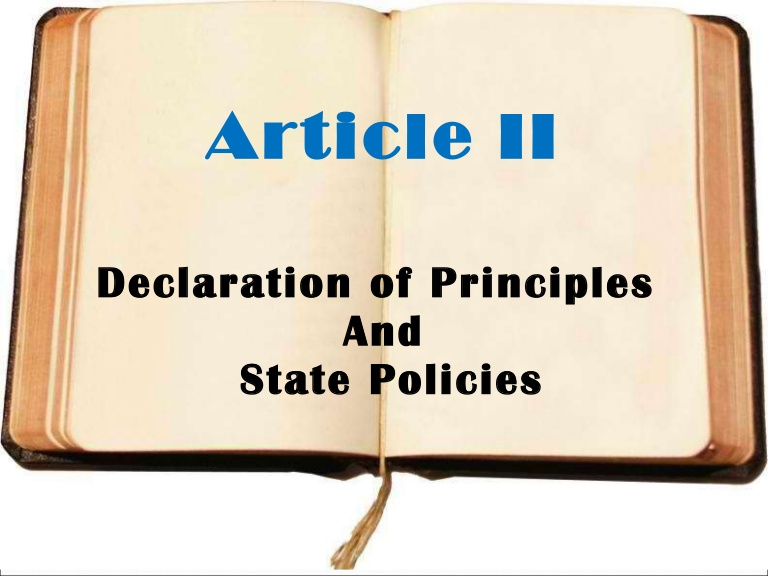 Article II
Declaration of Principles
And
State Policies